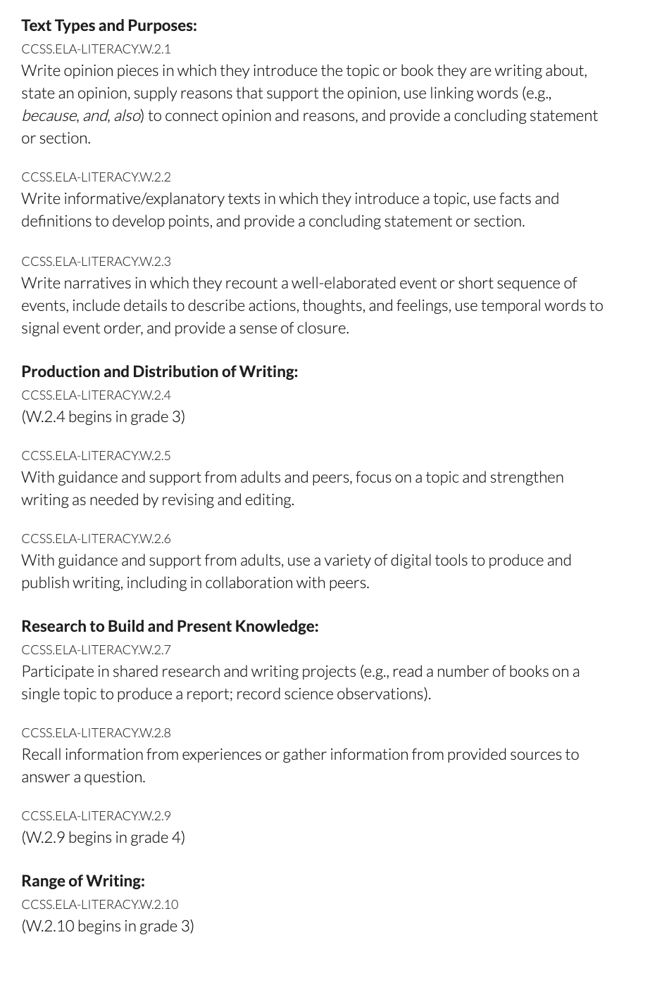 Text Types and Purposes:
CCSS.ELA-LITERACY.W.2.1
Write opinion pieces in which they introduce the topic or book they are writing about,
state an opinion, supply reasons that support the opinion, use linking words (e.g.,
because, and, also) to connect opinion and reasons, and provide a concluding statement
or section.
CCSS.ELA-LITERACY.W.2.2
Write informative/explanatory texts in which they introduce a topic, use facts and
definitions to develop points, and provide a concluding statement or section.
CCSS.ELA-LITERACY.W.2.3
Write narratives in which they recount a well-elaborated event or short sequence of
events, include details to describe actions, thoughts, and feelings, use temporal words to
signal event order, and provide a sense of closure.
Production and Distribution of Writing:
CCSS.ELA-LITERACY.W.2.4
(W.2.4 begins in grade 3)
CCSS.ELA-LITERACY.W.2.5
With guidance and support from adults and peers, focus on a topic and strengthen
writing as needed by revising and editing.
CCSS.ELA-LITERACY.W.2.6
With guidance and support from adults, use a variety of digital tools to produce and
publish writing, including in collaboration with peers.
Research to Build and Present Knowledge:
CCSS.ELA-LITERACY.W.2.7
Participate in shared research and writing projects (e.g., read a number of books on a
single topic to produce a report; record science observations).
CCSS.ELA-LITERACY.W.2.8
Recall information from experiences or gather information from provided sources to
answer a question.
CCSS.ELA-LITERACY.W.2.9
(W.2.9 begins in grade 4)
Range of Writing:
CCSS.ELA-LITERACY.W.2.10
(W.2.10 begins in grade 3)